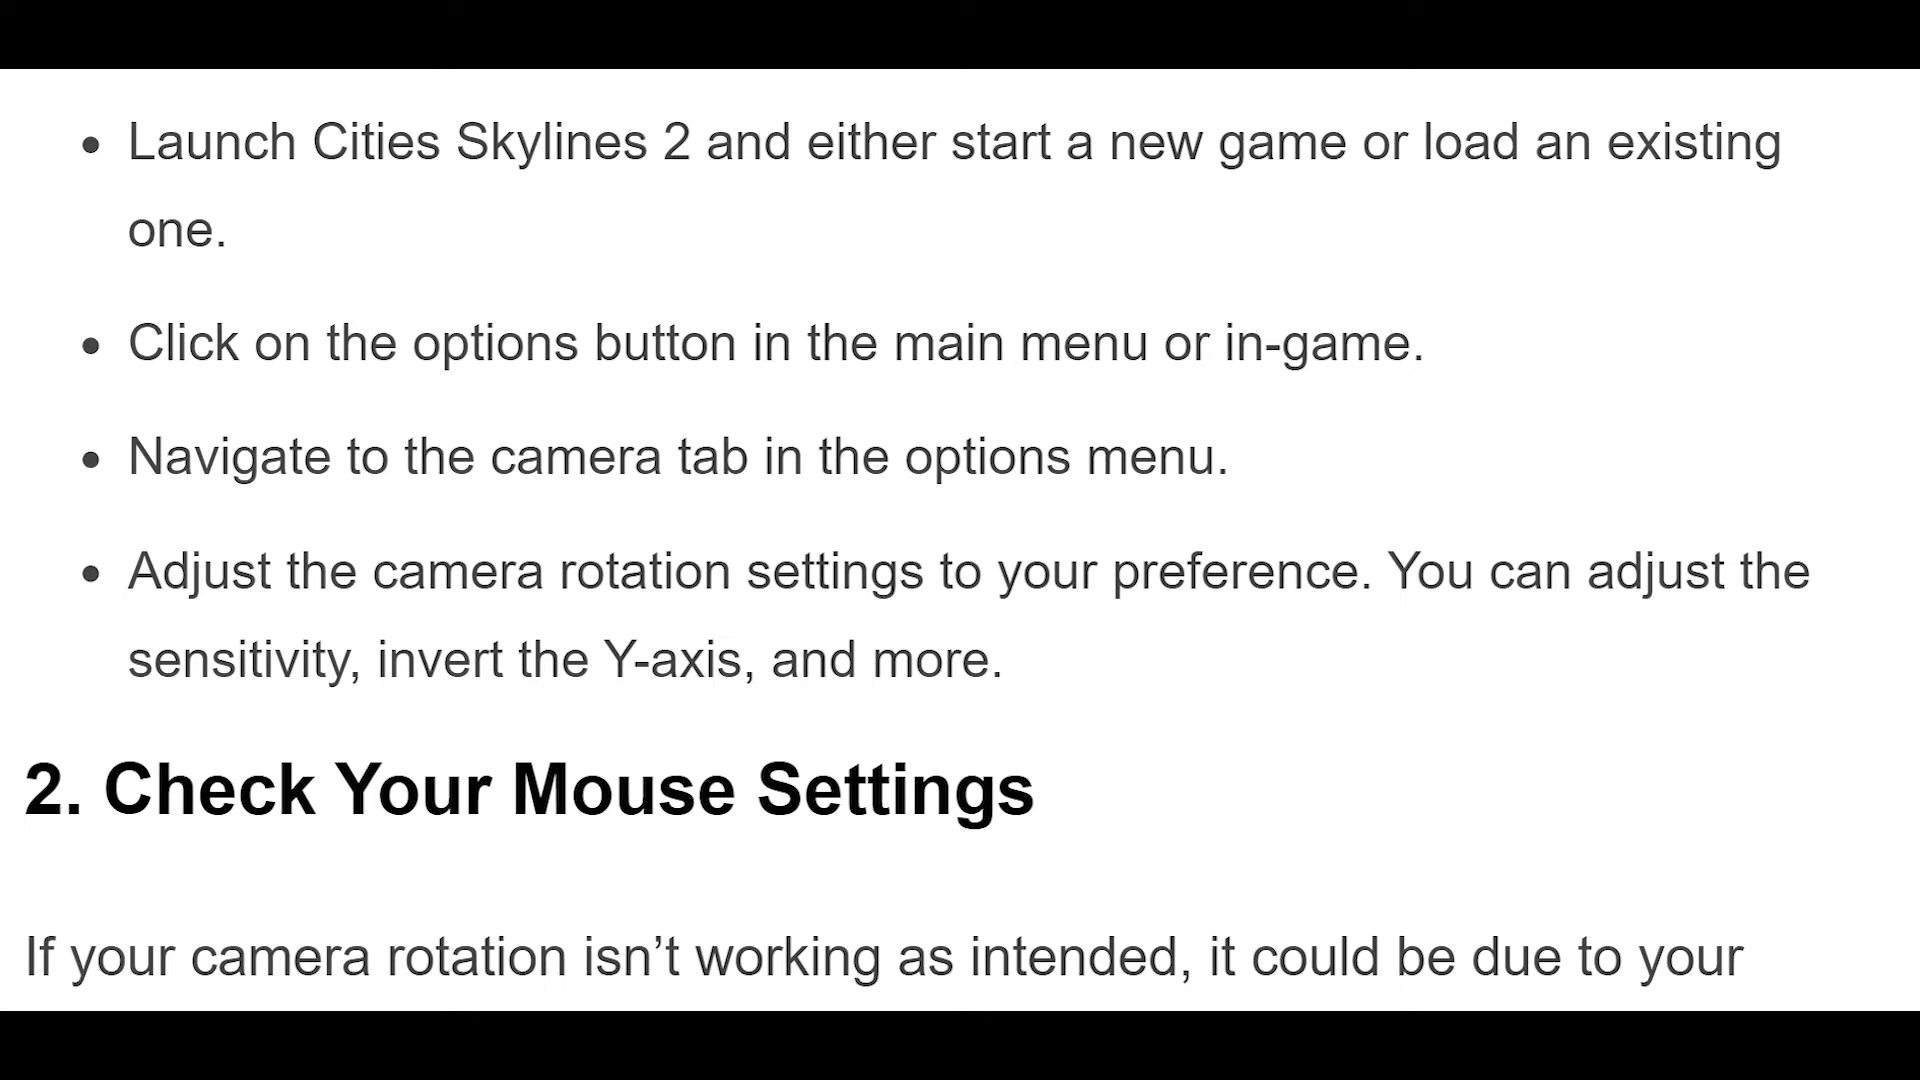 • Launch Cities Skylines 2 and either start a new game or load an existing
one.
• Click on the options button in the main menu or in-game.
• Navigate to the camera tab in the options menu.
• Adjust the camera rotation settings to your preference. You can adjust the
sensitivity, invert the Y-axis, and more.
2. Check Your Mouse Settings
If your camera rotation isn’t working as intended, it could be due to your